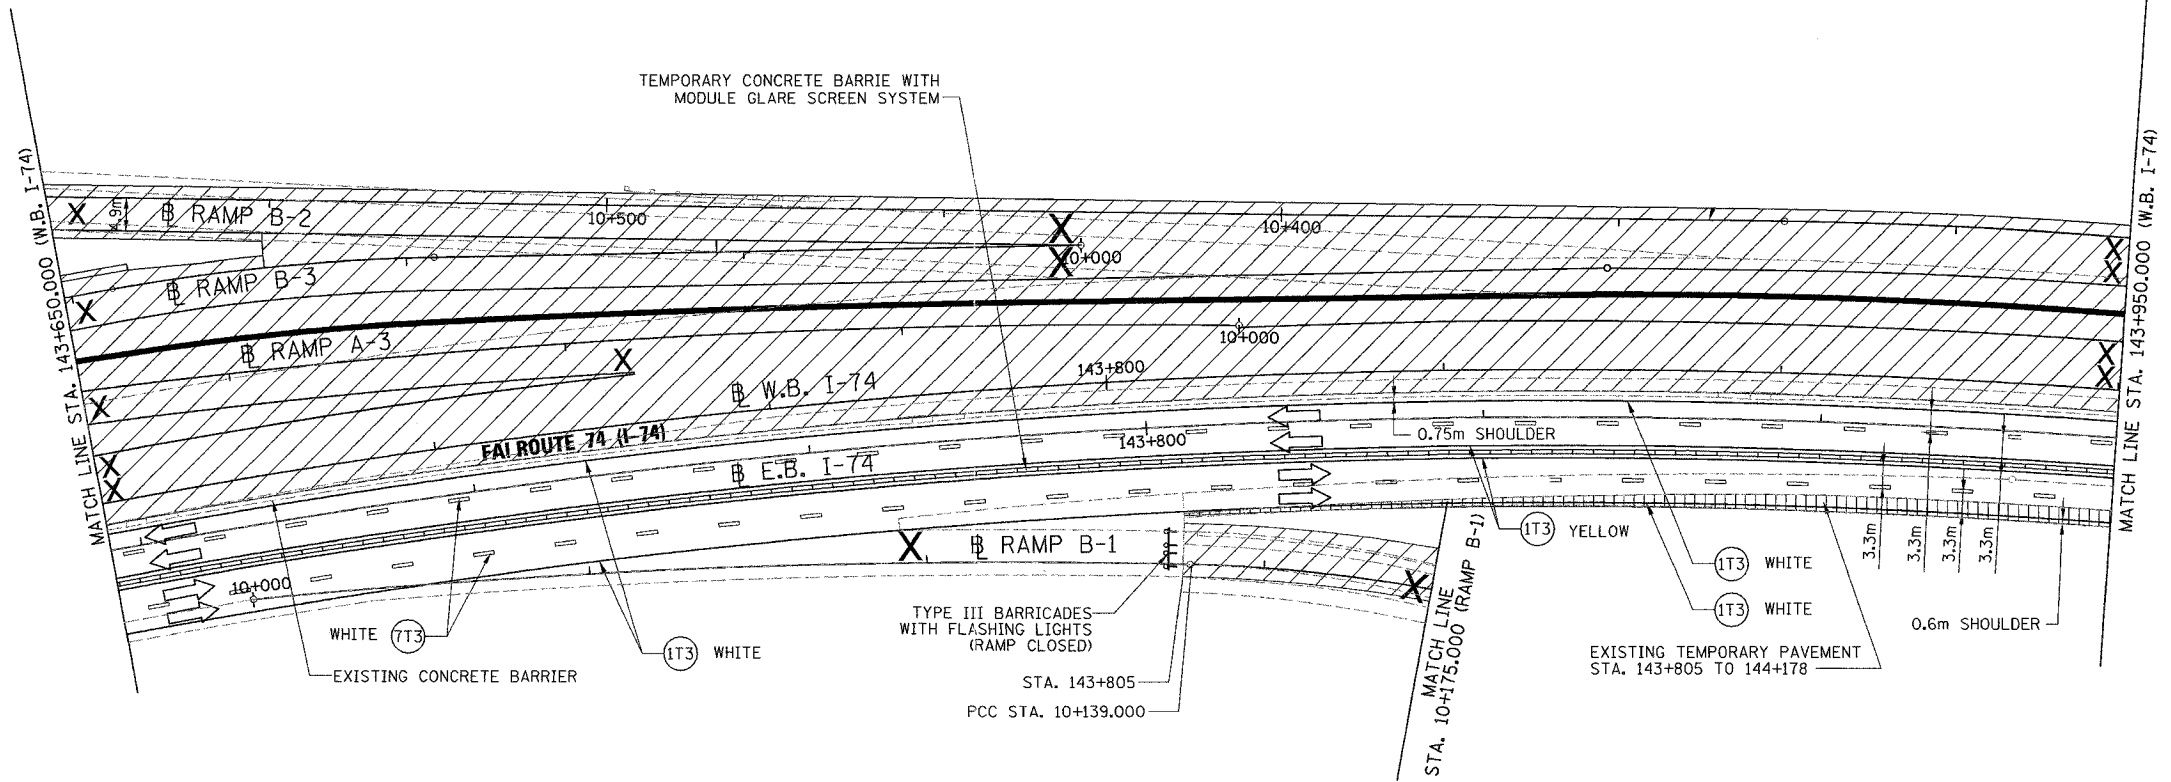 TEMPORARY CONCRETE BARRIE WITH
MODULE GLARE SCREEN SYSTEM
MATCH LINE STA. 143+650.000 (W.B. I-74)
MATCH LINE STA. 143+950.000 (W.B. I-74)
4.9m
℄ RAMP B-2
10+500
10+400
10+000
℄ RAMP B-3
℄ RAMP A-3
10+000
143+800
℄ W.B. I-74
FAI ROUTE 74 (I-74)
0.75m SHOULDER
143+800
℄ E.B. I-74
1T3 YELLOW
℄ RAMP B-1
10+000
3.3m
3.3m
3.3m
3.3m
1T3 WHITE
1T3 WHITE
WHITE 7T3
1T3 WHITE
TYPE III BARRICADES
WITH FLASHING LIGHTS
(RAMP CLOSED)
0.6m SHOULDER
EXISTING CONCRETE BARRIER
EXISTING TEMPORARY PAVEMENT
STA. 143+805 TO 144+178
STA. 143+805
PCC STA. 10+139.000
MATCH LINE
STA. 10+175.000 (RAMP B-1)